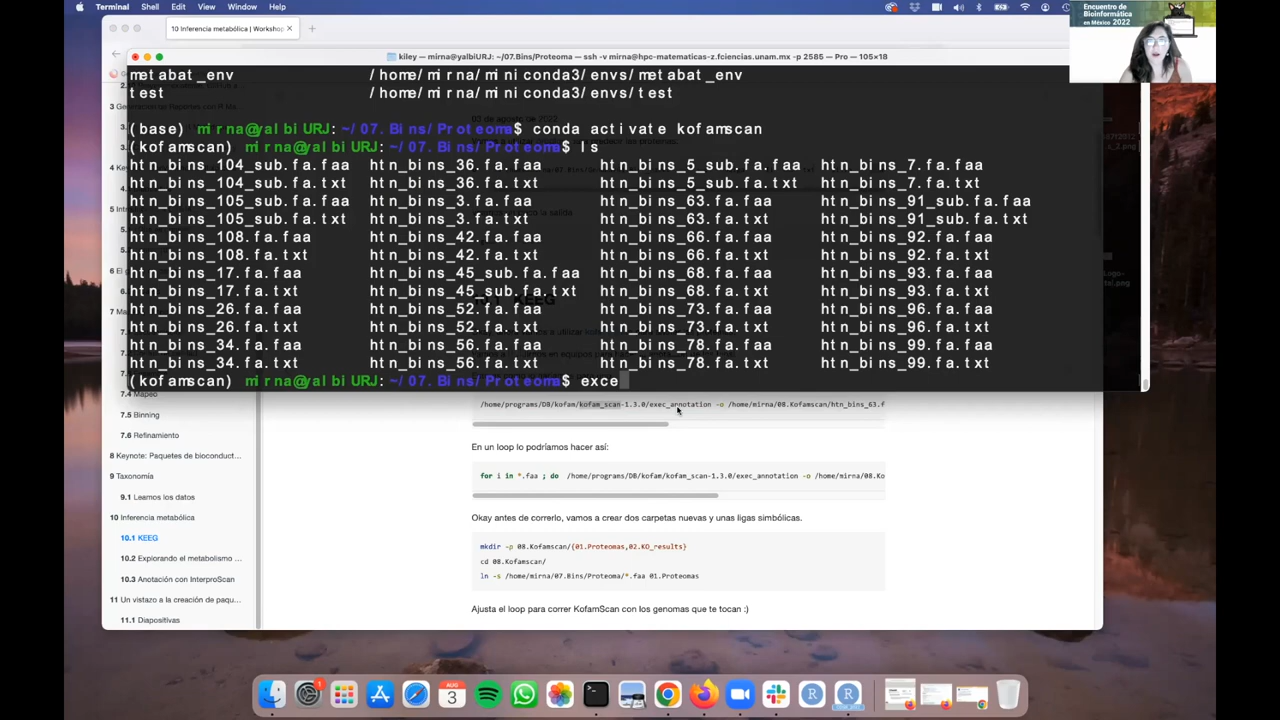 Terminal Shell Edit View Window Help
Encuentro de
Bioinformática
en México 2022
10 Inferencia metabólica | Workshop
kiley — mirna@yalbiURJ: ~/07.Bins/Proteoma — ssh -v mirna@hpc-matematicas-z.fciencias.unam.mx -p 2585 — Pro — 105×18
metabat_env /home/mirna/miniconda3/envs/metabat_env
test /home/mirna/miniconda3/envs/test
(base) mirna@yalbiURJ:~/07.Bins/Proteoma$ conda activate kofamscan
(kofamscan) mirna@yalbiURJ:~/07.Bins/Proteoma$ ls
htn_bins_104_sub.fa.faa htn_bins_36.fa.faa htn_bins_5_sub.fa.faa htn_bins_7.fa.faa
htn_bins_104_sub.fa.txt htn_bins_36.fa.txt htn_bins_5_sub.fa.txt htn_bins_7.fa.txt
htn_bins_105_sub.fa.faa htn_bins_3.fa.faa htn_bins_63.fa.faa htn_bins_91_sub.fa.faa
htn_bins_105_sub.fa.txt htn_bins_3.fa.txt htn_bins_63.fa.txt htn_bins_91_sub.fa.txt
htn_bins_108.fa.faa htn_bins_42.fa.faa htn_bins_66.fa.faa htn_bins_92.fa.faa
htn_bins_108.fa.txt htn_bins_42.fa.txt htn_bins_66.fa.txt htn_bins_92.fa.txt
htn_bins_17.fa.faa htn_bins_45_sub.fa.faa htn_bins_68.fa.faa htn_bins_93.fa.faa
htn_bins_17.fa.txt htn_bins_45_sub.fa.txt htn_bins_68.fa.txt htn_bins_93.fa.txt
htn_bins_26.fa.faa htn_bins_52.fa.faa htn_bins_73.fa.faa htn_bins_96.fa.faa
htn_bins_26.fa.txt htn_bins_52.fa.txt htn_bins_73.fa.txt htn_bins_96.fa.txt
htn_bins_34.fa.faa htn_bins_56.fa.faa htn_bins_78.fa.faa htn_bins_99.fa.faa
htn_bins_34.fa.txt htn_bins_56.fa.txt htn_bins_78.fa.txt htn_bins_99.fa.txt
(kofamscan) mirna@yalbiURJ:~/07.Bins/Proteoma$ exce
7.4 Mapeo
7.5 Binning
7.6 Refinamiento
8 Keynote: Paquetes de bioconduct...
9 Taxonomía
9.1 Leamos los datos
10 Inferencia metabólica
10.1 KEEG
10.2 Explorando el metabolismo ...
10.3 Anotación con InterproScan
11 Un vistazo a la creación de paqu...
11.1 Diapositivas
/home/programs/DB/kofam/kofam_scan-1.3.0/exec_annotation -o /home/mirna/08.Kofamscan/htn_bins_63.f
En un loop lo podríamos hacer así:
for i in *.faa ; do /home/programs/DB/kofam/kofam_scan-1.3.0/exec_annotation -o /home/mirna/08.Ko
Okay antes de correrlo, vamos a crear dos carpetas nuevas y unas ligas simbólicas.
mkdir -p 08.Kofamscan/{01.Proteomas,02.KO_results}
cd 08.Kofamscan/
ln -s /home/mirna/07.Bins/Proteoma/*.faa 01.Proteomas
Ajusta el loop para correr KofamScan con los genomas que te tocan :)
AUG
3